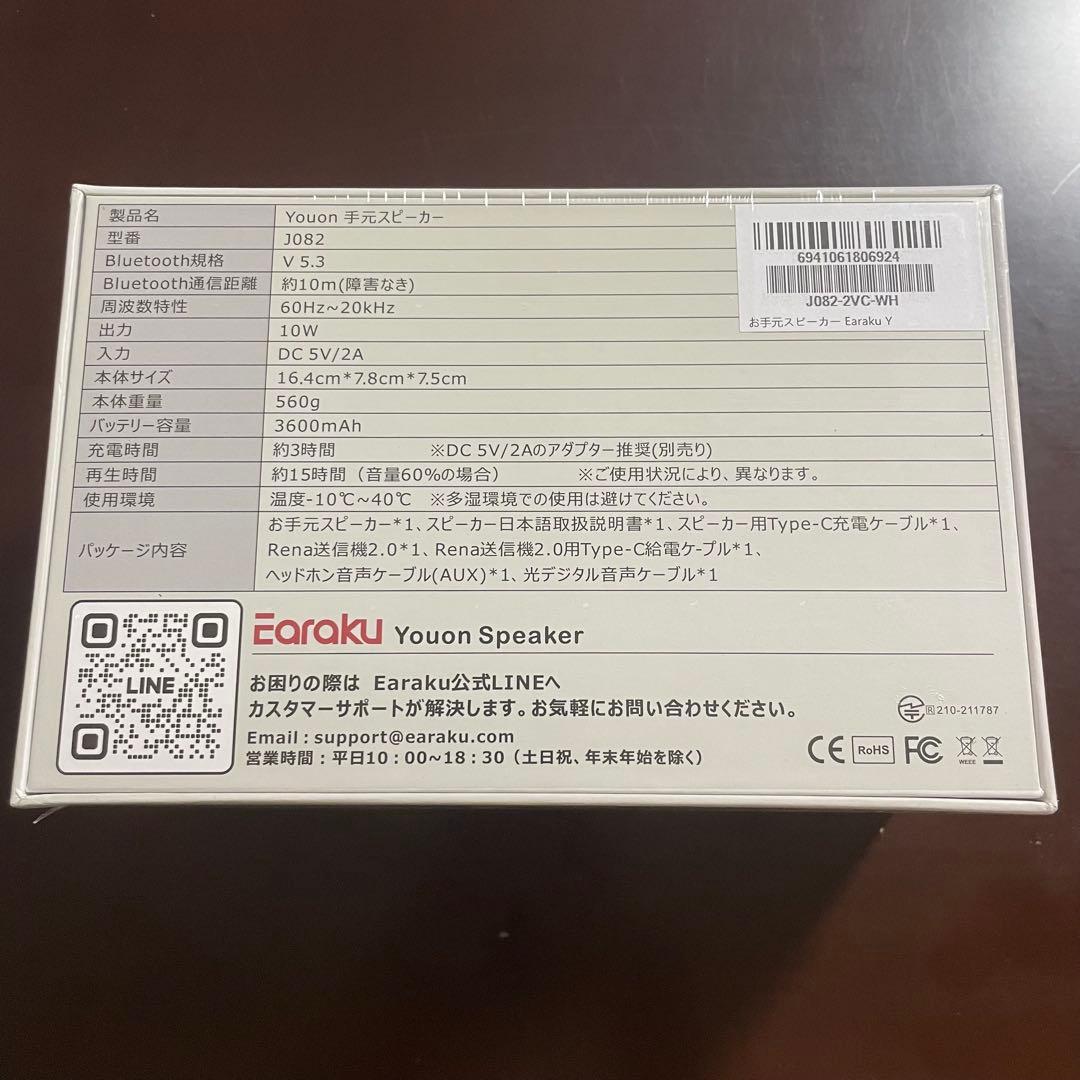 製品名 Youon 手元スピーカー
型番 J082
Bluetooth規格 V 5.3
Bluetooth通信距離 約10m(障害なき)
周波数特性 60Hz~20kHz
出力 10W
入力 DC 5V/2A
本体サイズ 16.4cm*7.8cm*7.5cm
本体重量 560g
バッテリー容量 3600mAh
充電時間 約3時間 ※DC 5V/2Aのアダプター推奨(別売り)
再生時間 約15時間（音量60%の場合） ※ご使用状況により、異なります。
使用環境 温度-10℃~40℃ ※多湿環境での使用は避けてください。
パッケージ内容
お手元スピーカー*1、スピーカー日本語取扱説明書*1、スピーカー用Type-C充電ケーブル*1、
Rena送信機2.0*1、Rena送信機2.0用Type-C給電ケーブル*1、
ヘッドホン音声ケーブル(AUX)*1、光デジタル音声ケーブル*1
6941061806924
J082-2VC-WH
お手元スピーカー Earaku Y
LINE
Earaku Youon Speaker
お困りの際は Earaku公式LINEへ
カスタマーサポートが解決します。お気軽にお問い合わせください。
Email : support@earaku.com
営業時間 : 平日10 : 00~18 : 30（土日祝、年末年始を除く）
R 210-211787
CE RoHS FC WEEE